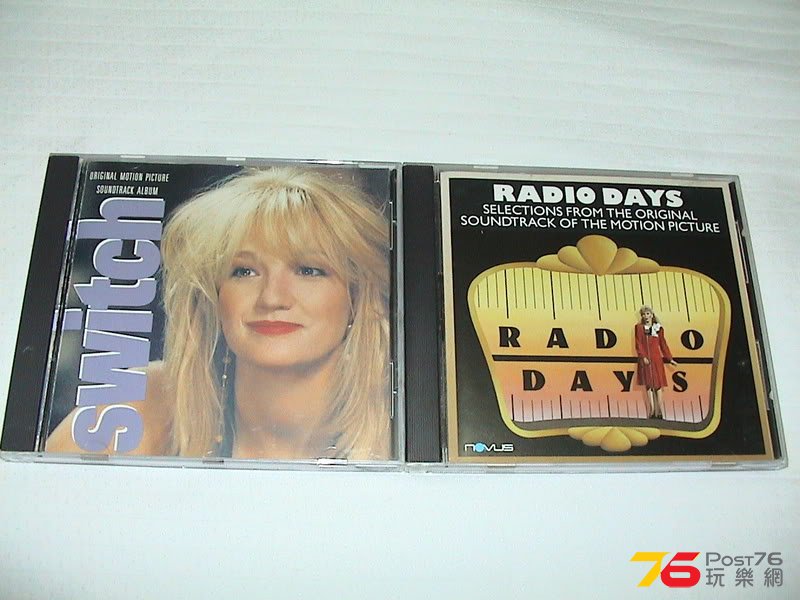 ORIGINAL MOTION PICTURE
SOUNDTRACK ALBUM
switch
RADIO DAYS
SELECTIONS FROM THE ORIGINAL
SOUNDTRACK OF THE MOTION PICTURE
RADIO
DAYS
NOVUS
76 Post76
玩樂網